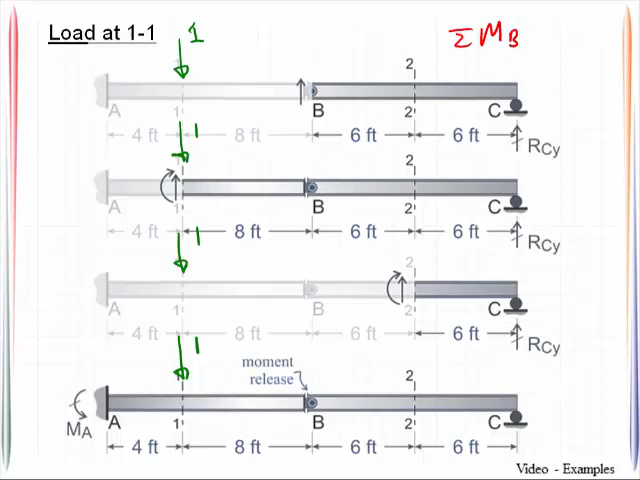 Load at 1-1
1
Σ M B
2
A 1 B 2 C
4 ft 8 ft 6 ft 6 ft RCy
1
2
A 1 B 2 C
4 ft 8 ft 6 ft 6 ft RCy
1
2
A 1 B 2 C
4 ft 8 ft 6 ft 6 ft RCy
1
moment
release
2
MA A 1 B 2 C
4 ft 8 ft 6 ft 6 ft
Video - Examples